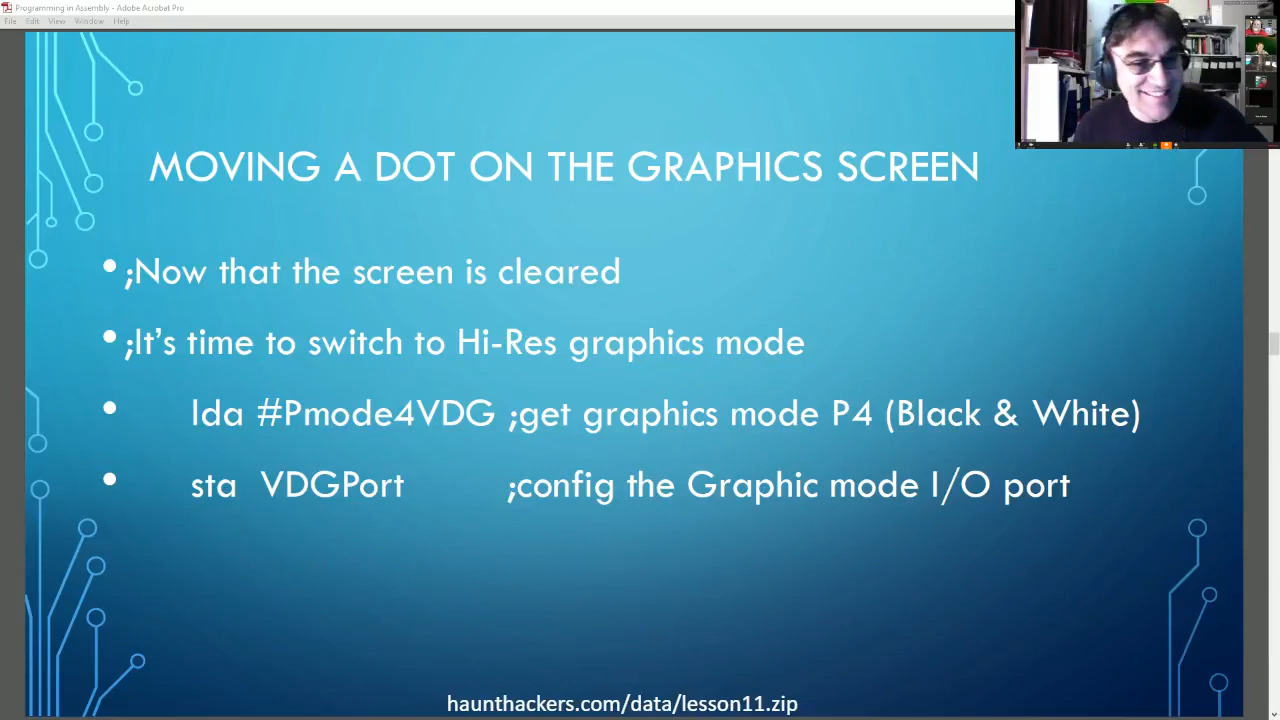 Programming in Assembly - Adobe Acrobat Pro
File Edit View Window Help
MOVING A DOT ON THE GRAPHICS SCREEN
• ;Now that the screen is cleared
• ;It’s time to switch to Hi-Res graphics mode
• lda #Pmode4VDG ;get graphics mode P4 (Black & White)
• sta VDGPort ;config the Graphic mode I/O port
haunthackers.com/data/lesson11.zip